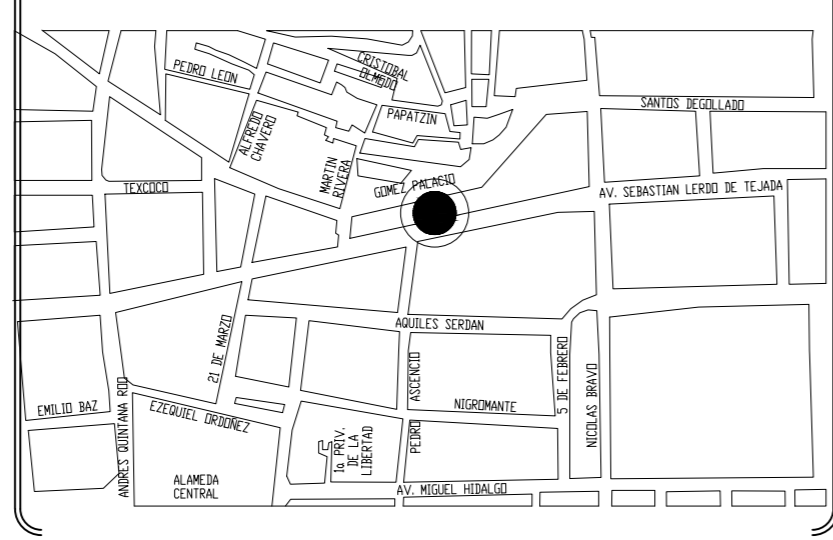 CRISTOBAL
OLMEDO
PEDRO LEON
SANTOS DEGOLLADO
PAPATZIN
ALFREDO
CHAVERO
MARTIN
RIVERA
GOMEZ PALACIO
TEXCOCO
AV. SEBASTIAN LERDO DE TEJADA
AQUILES SERDAN
21 DE MARZO
ASCENCIO
PEDRO
5 DE FEBRERO
NICOLAS BRAVO
NIGROMANTE
EMILIO BAZ
ANDRES QUINTANA ROO
EZEQUIEL ORDOÑEZ
1a PRIV.
DE LA
LIBERTAD
ALAMEDA
CENTRAL
AV. MIGUEL HIDALGO